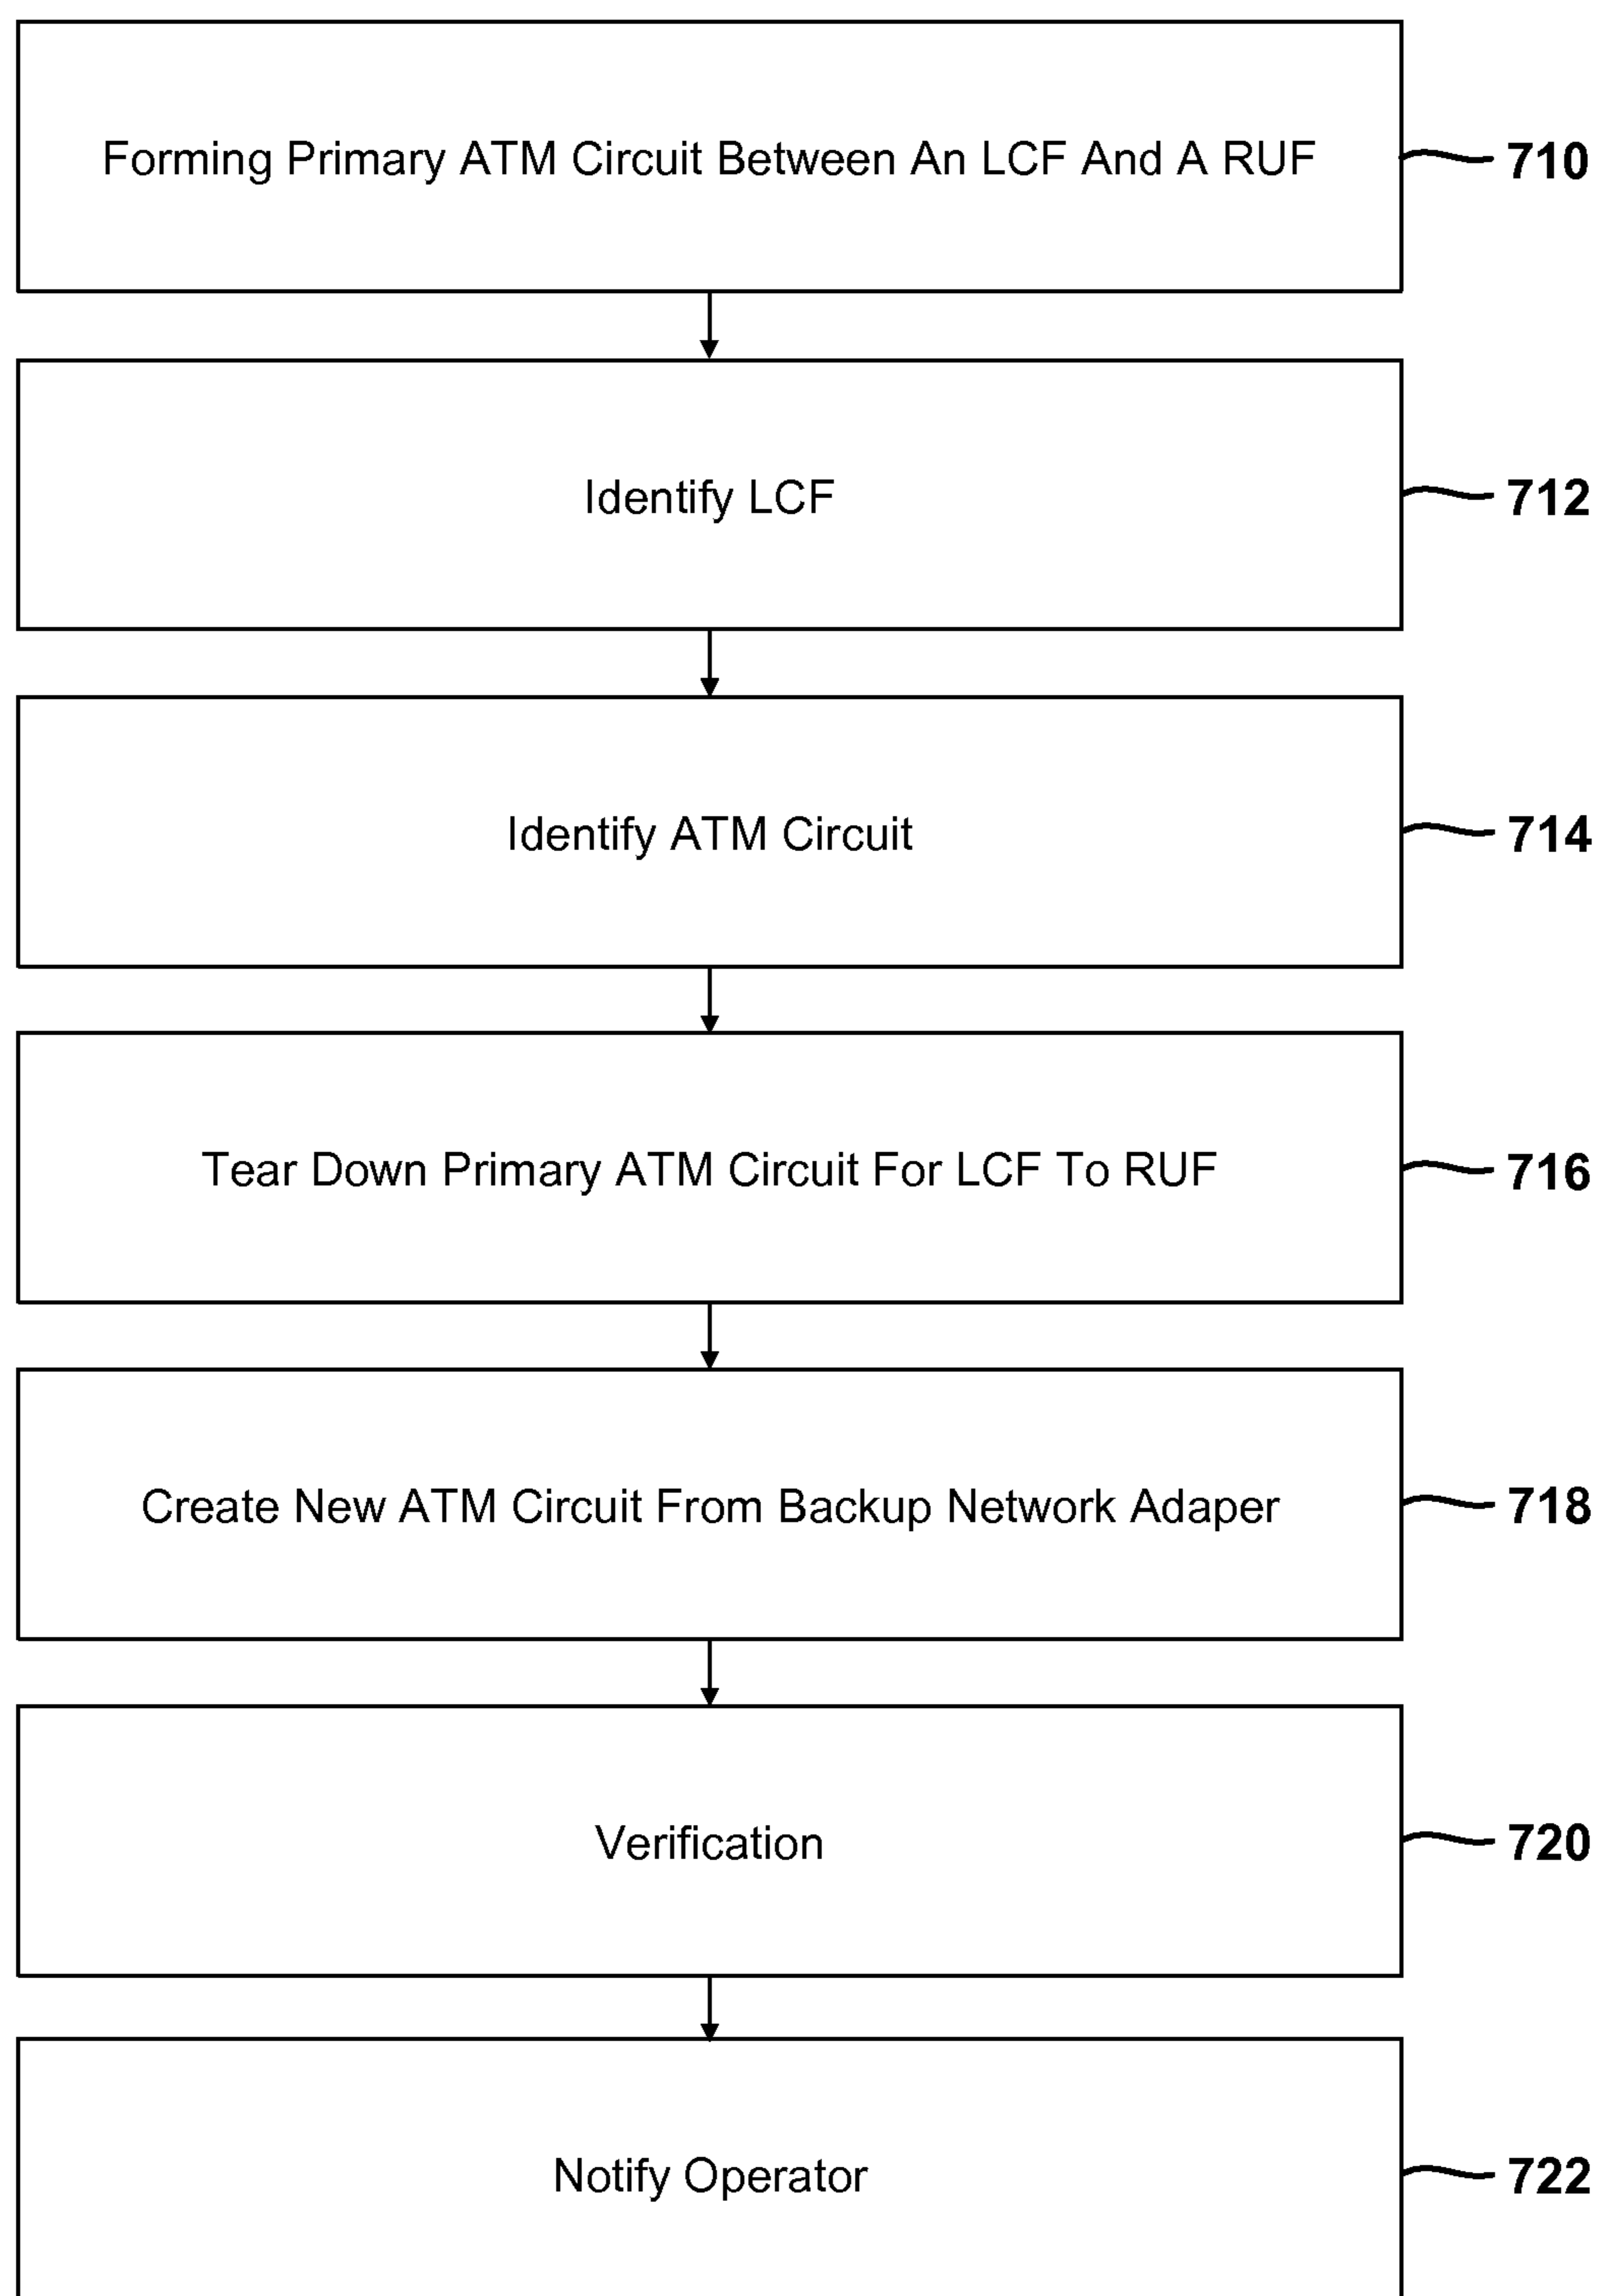 Forming Primary ATM Circuit Between An LCF And A RUF
710
Identify LCF
712
Identify ATM Circuit
714
Tear Down Primary ATM Circuit For LCF To RUF
716
Create New ATM Circuit From Backup Network Adaper
718
Verification
720
Notify Operator
722